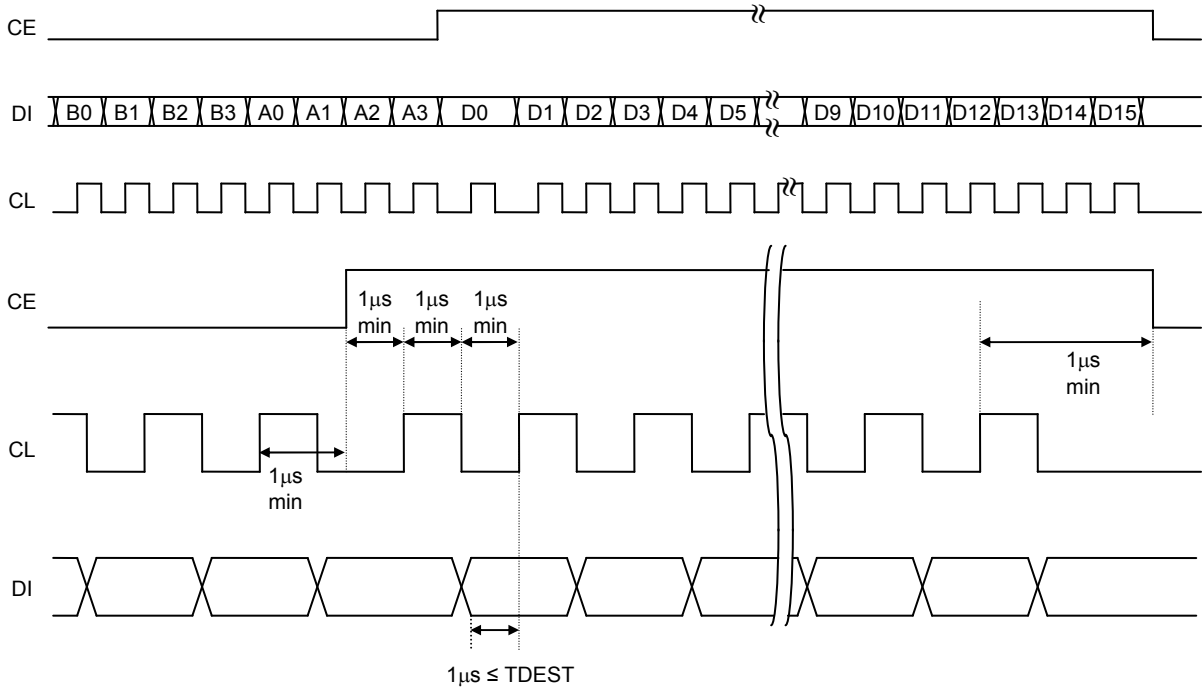 CE
DI B0 B1 B2 B3 A0 A1 A2 A3 D0 D1 D2 D3 D4 D5 D9 D10 D11 D12 D13 D14 D15
CL
CE
1μs min
1μs min
1μs min
1μs min
CL
1μs min
DI
1μs ≤ TDEST